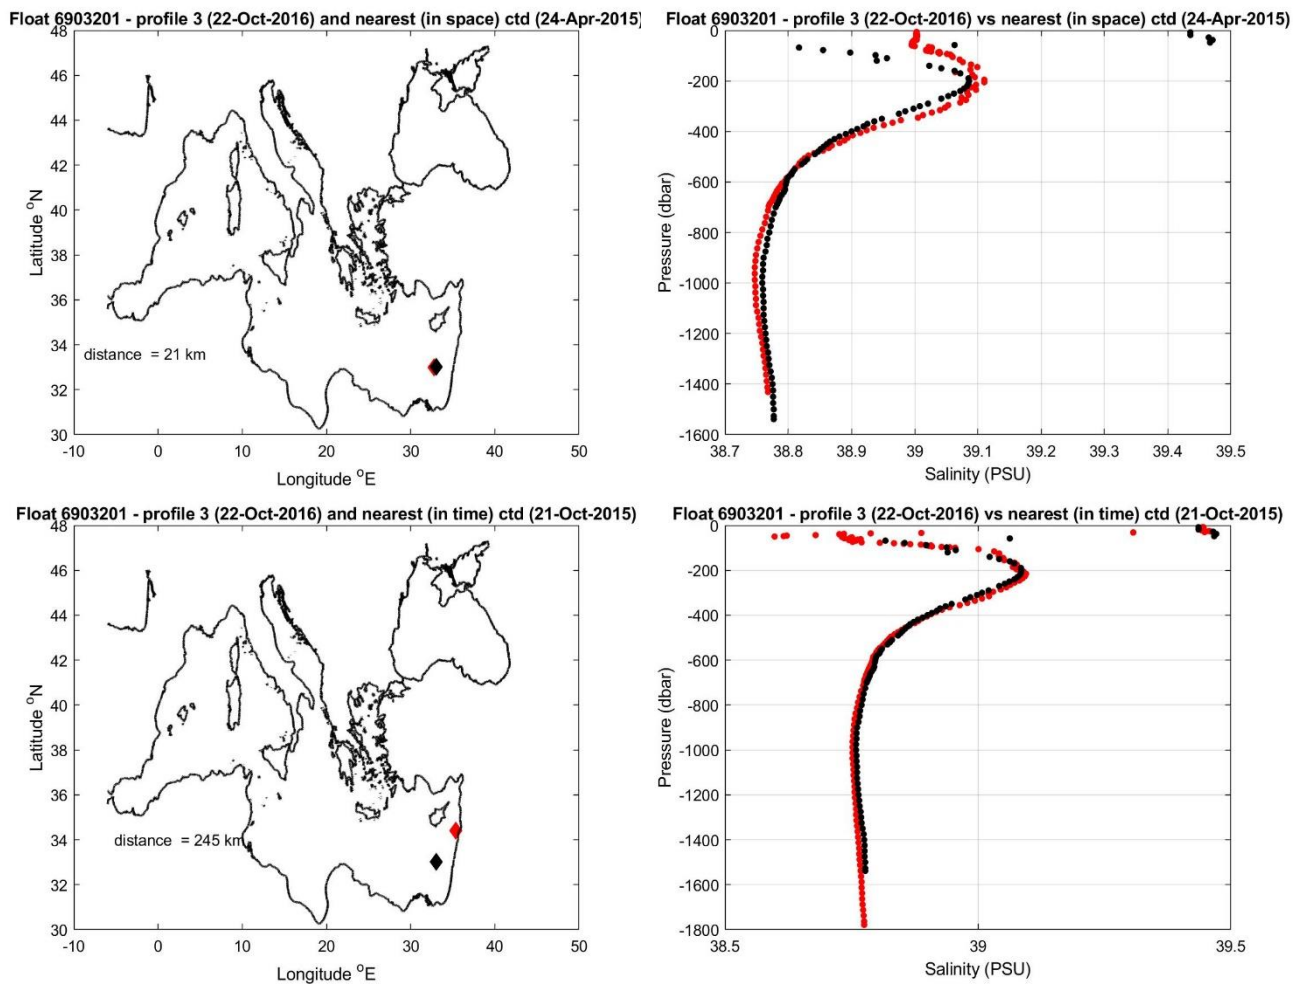 Float 6903201 - profile 3 (22-Oct-2016) and nearest (in space) ctd (24-Apr-2015)
48
46
44
42
40
38
36
34
32
30
Latitude °N
distance = 21 km
-10 0 10 20 30 40 50
Longitude °E
Float 6903201 - profile 3 (22-Oct-2016) vs nearest (in space) ctd (24-Apr-2015)
0
-200
-400
-600
-800
-1000
-1200
-1400
-1600
Pressure (dbar)
38.7 38.8 38.9 39 39.1 39.2 39.3 39.4 39.5
Salinity (PSU)
Float 6903201 - profile 3 (22-Oct-2016) and nearest (in time) ctd (21-Oct-2015)
48
46
44
42
40
38
36
34
32
30
Latitude °N
distance = 245 km
-10 0 10 20 30 40 50
Longitude °E
Float 6903201 - profile 3 (22-Oct-2016) vs nearest (in time) ctd (21-Oct-2015)
0
-200
-400
-600
-800
-1000
-1200
-1400
-1600
-1800
Pressure (dbar)
38.5 39 39.5
Salinity (PSU)